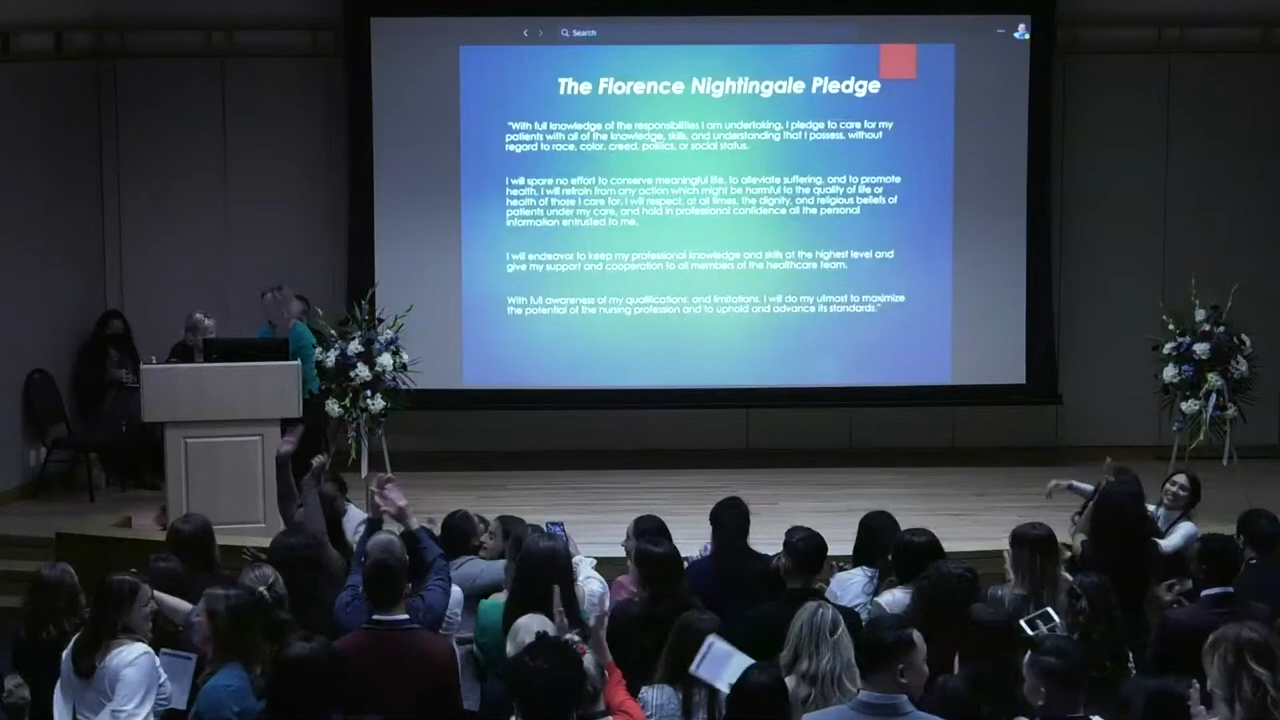 Search
The Florence Nightingale Pledge
"With full knowledge of the responsibilities I am undertaking, I pledge to care for my
patients with all of the knowledge, skills, and understanding that I possess, without
regard to race, color, creed, politics, or social status.
I will spare no effort to conserve meaningful life, to alleviate suffering, and to promote
health. I will refrain from any action which might be harmful to the quality of life or
health of those I care for. I will respect, at all times, the dignity, and religious beliefs of
patients under my care, and hold in professional confidence all the personal
information entrusted to me.
I will endeavor to keep my professional knowledge and skills at the highest level and
give my support and cooperation to all members of the healthcare team.
With full awareness of my qualifications, and limitations, I will do my utmost to maximize
the potential of the nursing profession and to uphold and advance its standards."